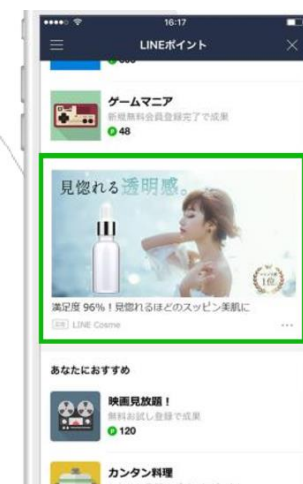 16:17
LINEポイント
ゲームマニア
新規無料会員登録完了で成果
P 48
見惚れる透明感。
1位
満足度 96%!見惚れるほどのスッピン美肌に
広告 LINE Cosme
あなたにおすすめ
映画見放題!
無料お試し登録で成果
P 120
カンタン料理